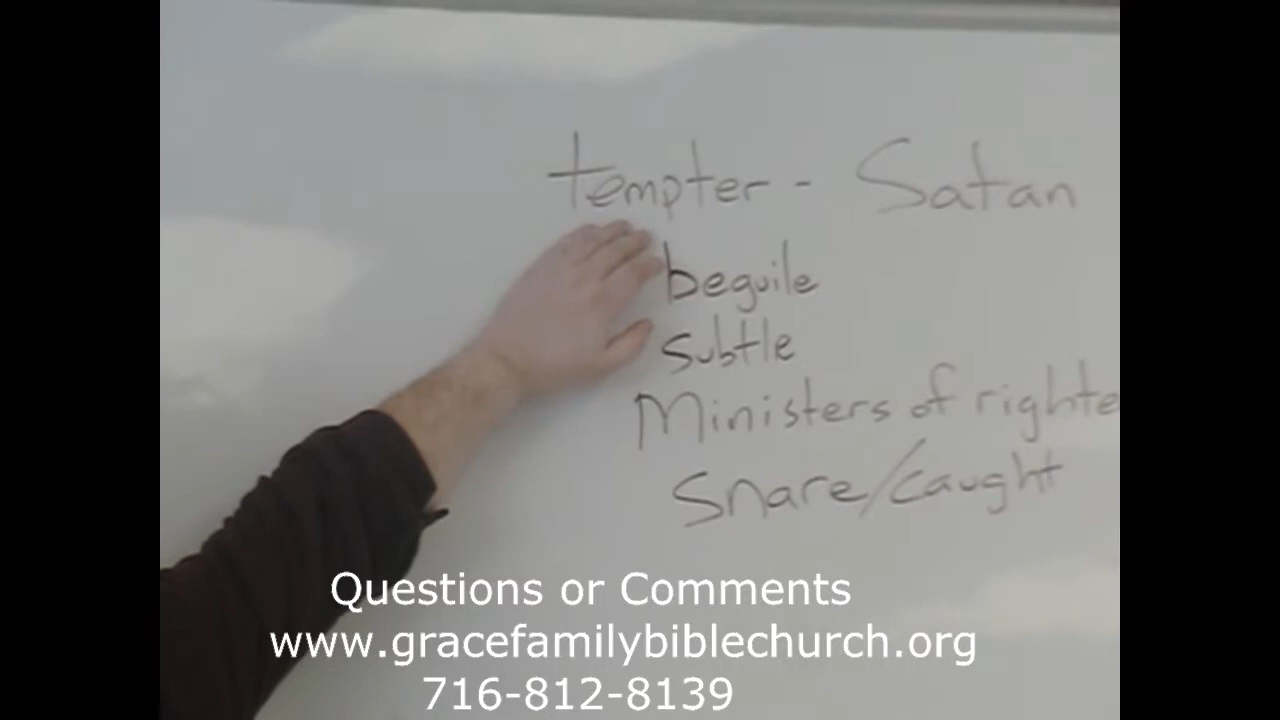 tempter - Satan
beguile
subtle
Ministers of righte
Snare/caught
Questions or Comments
www.gracefamilybiblechurch.org
716-812-8139